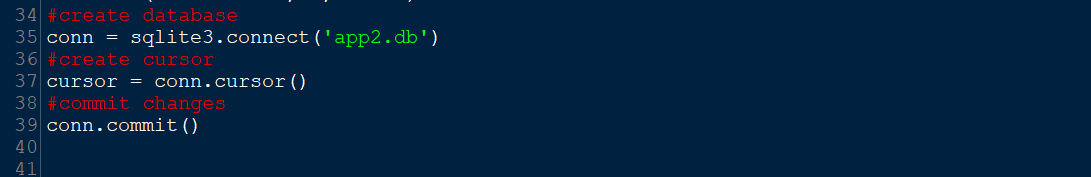 34 #create database
35 conn = sqlite3.connect('app2.db')
36 #create cursor
37 cursor = conn.cursor()
38 #commit changes
39 conn.commit()
40
41